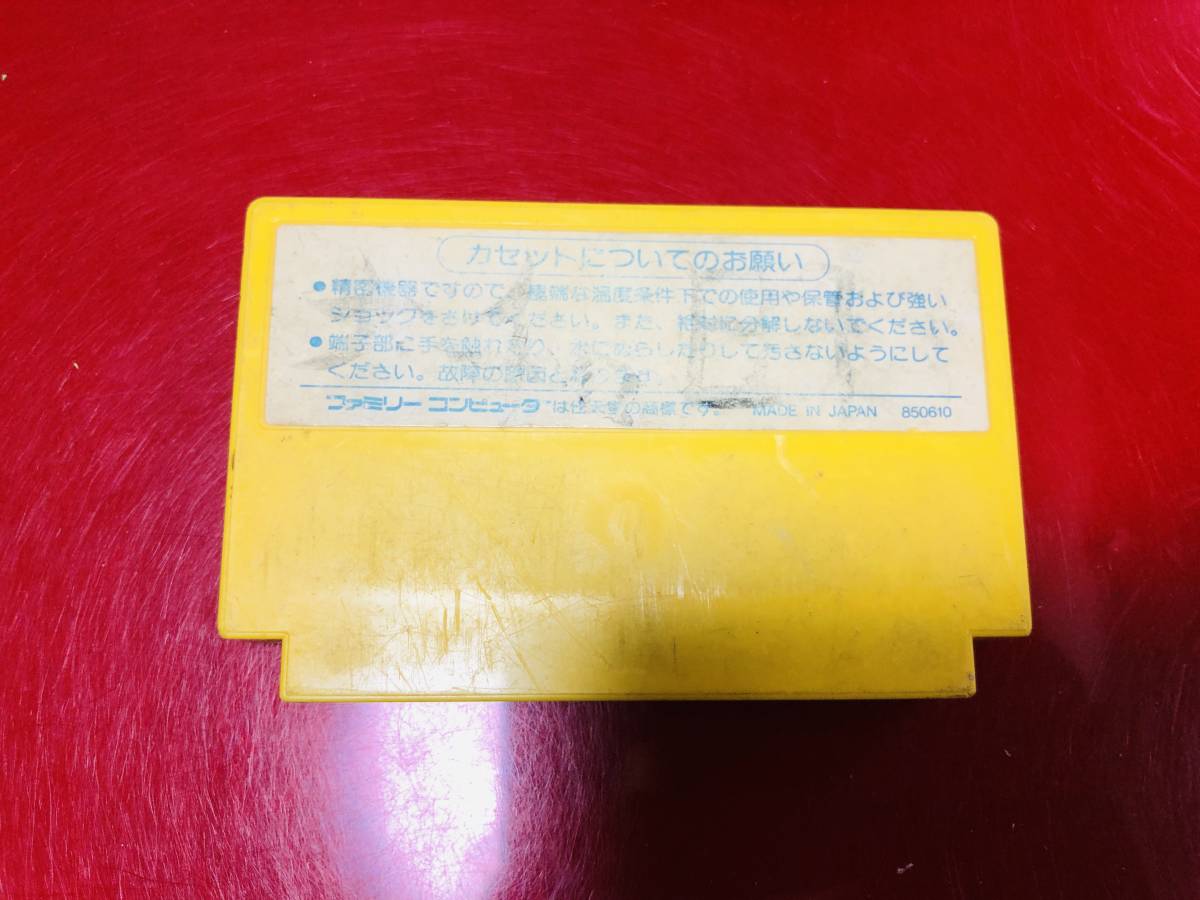 カセットについてのお願い
●精密機器ですので、極端な温度条件下での使用や保管および強い
ショックをさけてください。また、絶対に分解しないでください。
●端子部に手を触れたり、水にぬらしたりして汚さないようにして
ください。故障の原因となります。
ファミリーコンピュータ™は任天堂の商標です。 MADE IN JAPAN 850610